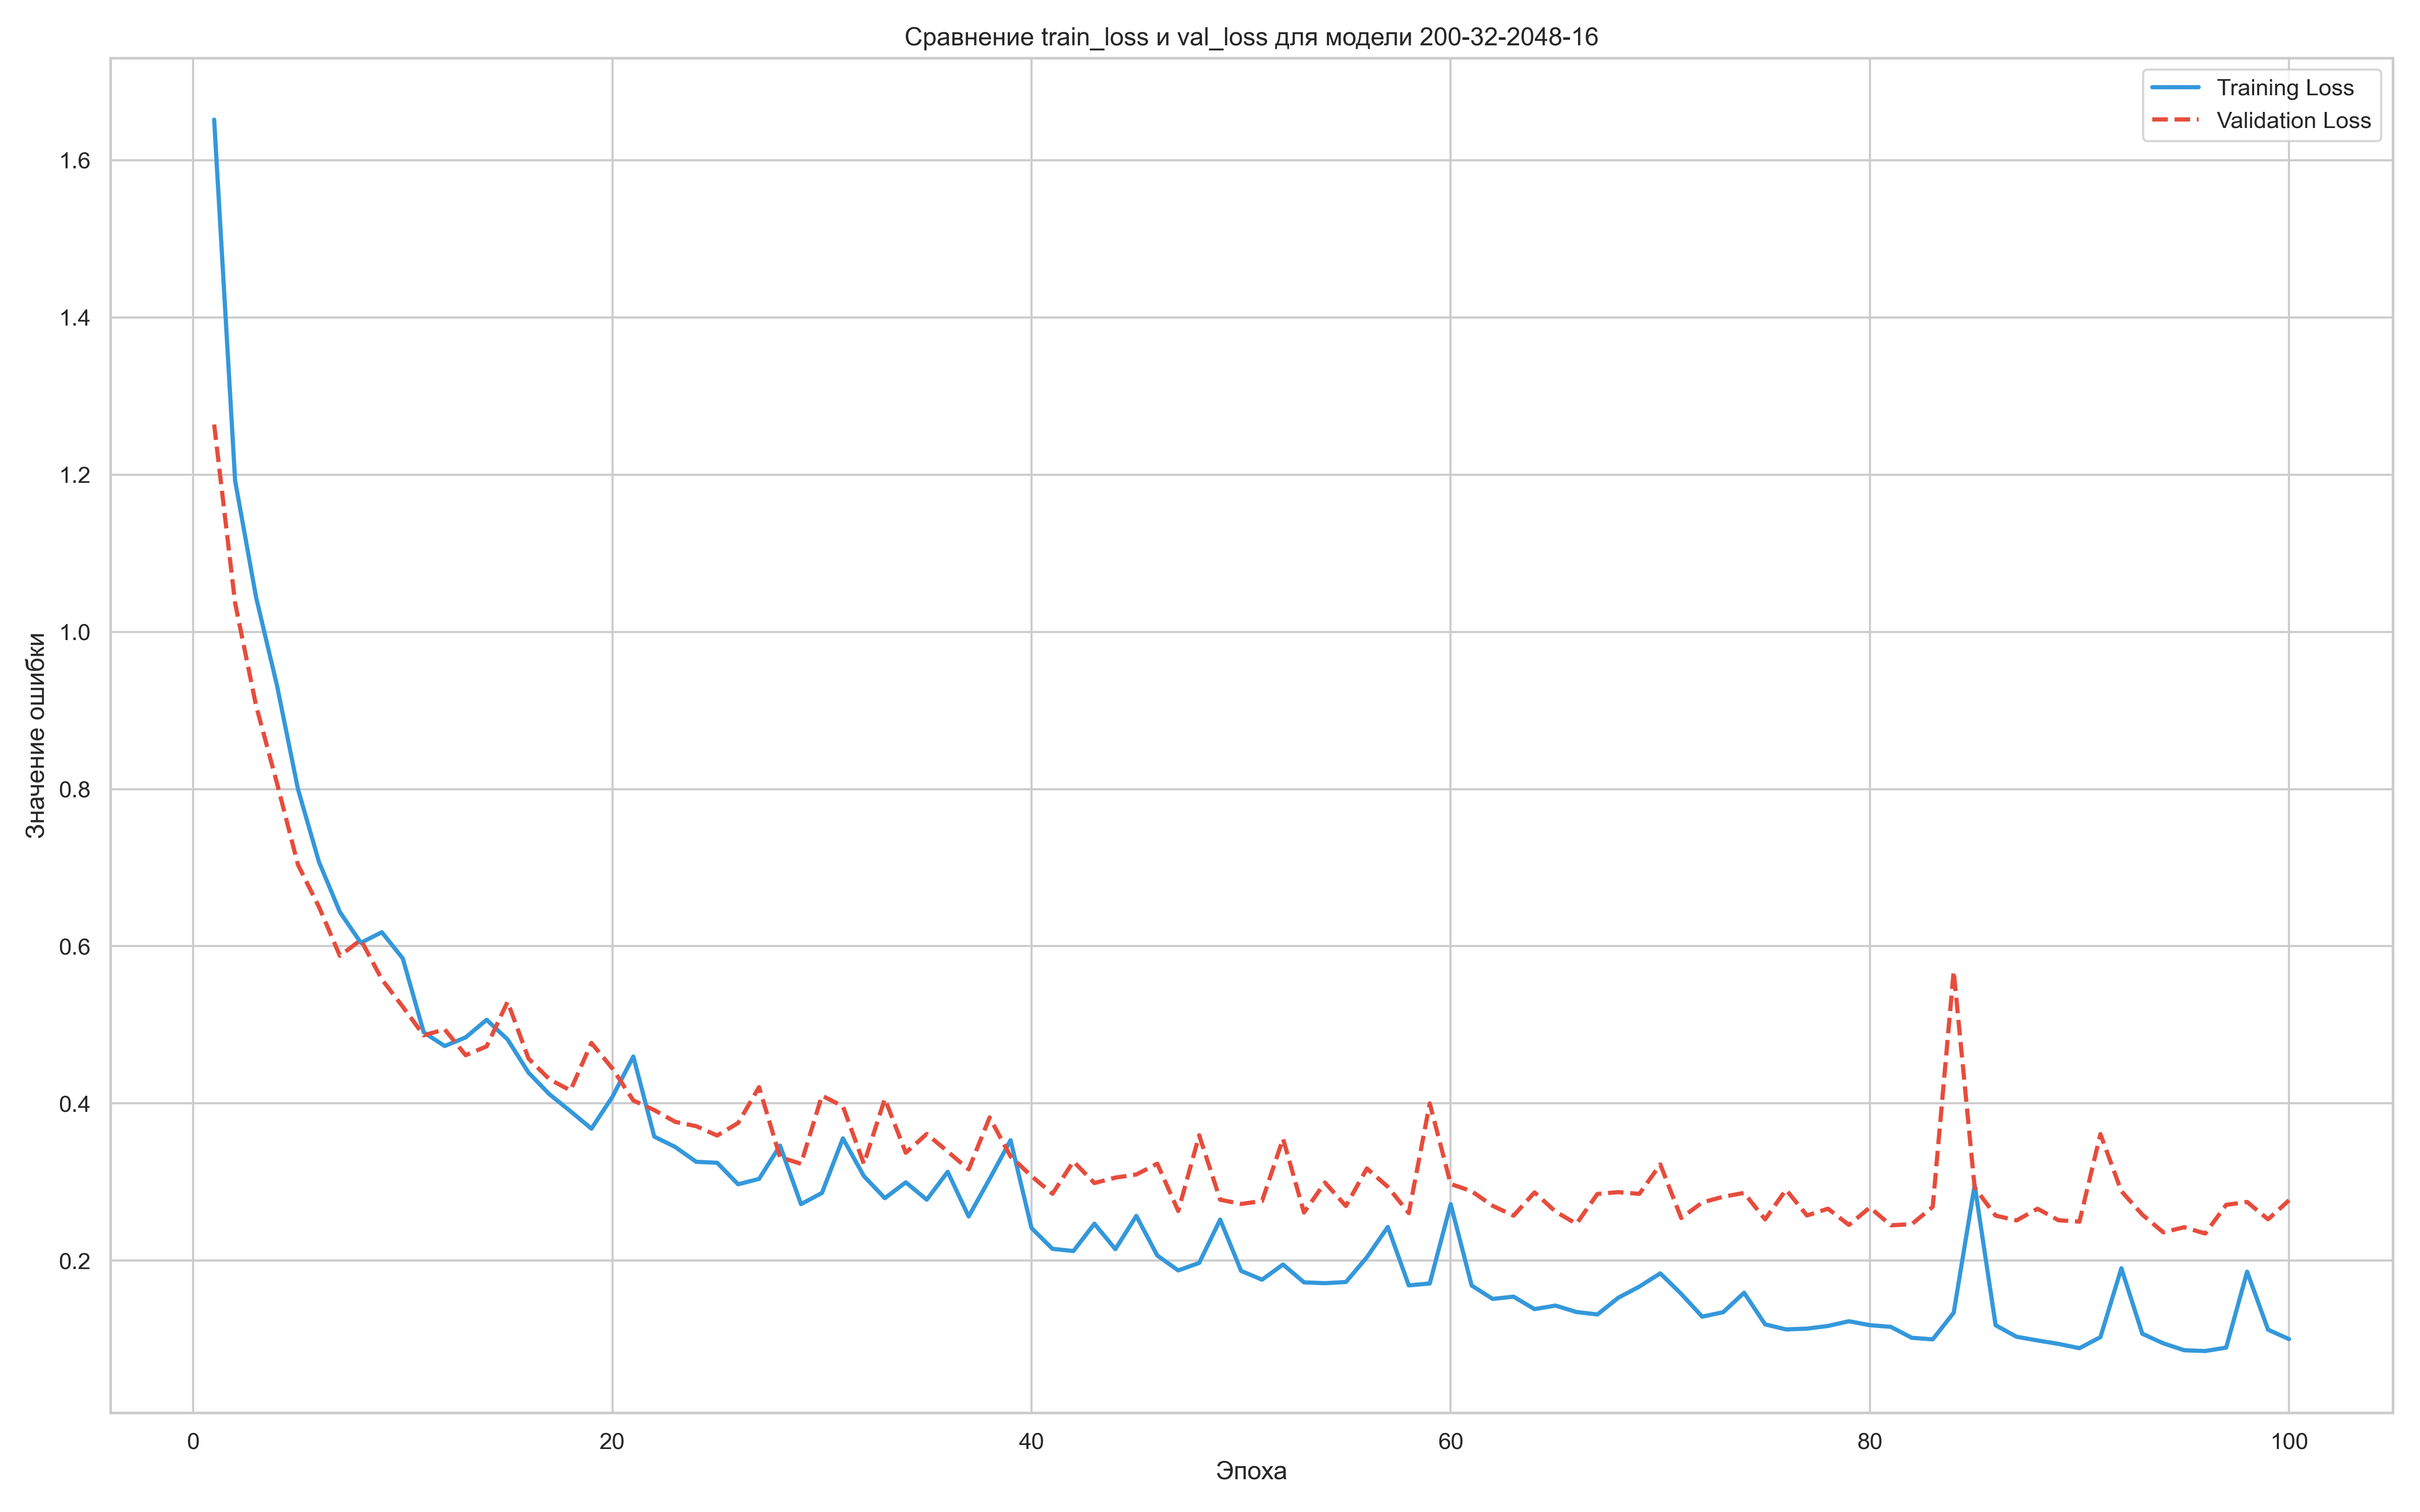 Сравнение train_loss и val_loss для модели 200-32-2048-16
Training Loss
Validation Loss
1.6
1.4
1.2
1.0
0.8
0.6
0.4
0.2
Значение ошибки
0 20 40 60 80 100
Эпоха